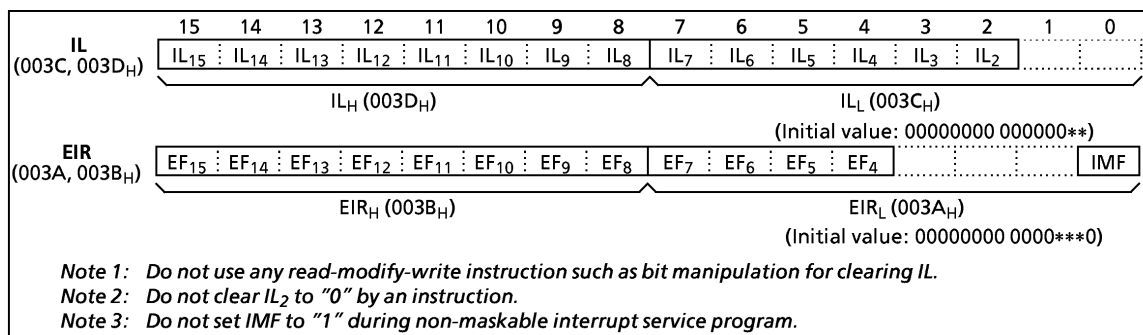 15 14 13 12 11 10 9 8 7 6 5 4 3 2 1 0
IL
(003C, 003DH)
IL15 IL14 IL13 IL12 IL11 IL10 IL9 IL8 IL7 IL6 IL5 IL4 IL3 IL2
ILH (003DH) ILL (003CH)
(Initial value: 00000000 000000**)
EIR
(003A, 003BH)
EF15 EF14 EF13 EF12 EF11 EF10 EF9 EF8 EF7 EF6 EF5 EF4 IMF
EIRH (003BH) EIRL (003AH)
(Initial value: 00000000 0000***0)
Note 1: Do not use any read-modify-write instruction such as bit manipulation for clearing IL.
Note 2: Do not clear IL2 to "0" by an instruction.
Note 3: Do not set IMF to "1" during non-maskable interrupt service program.